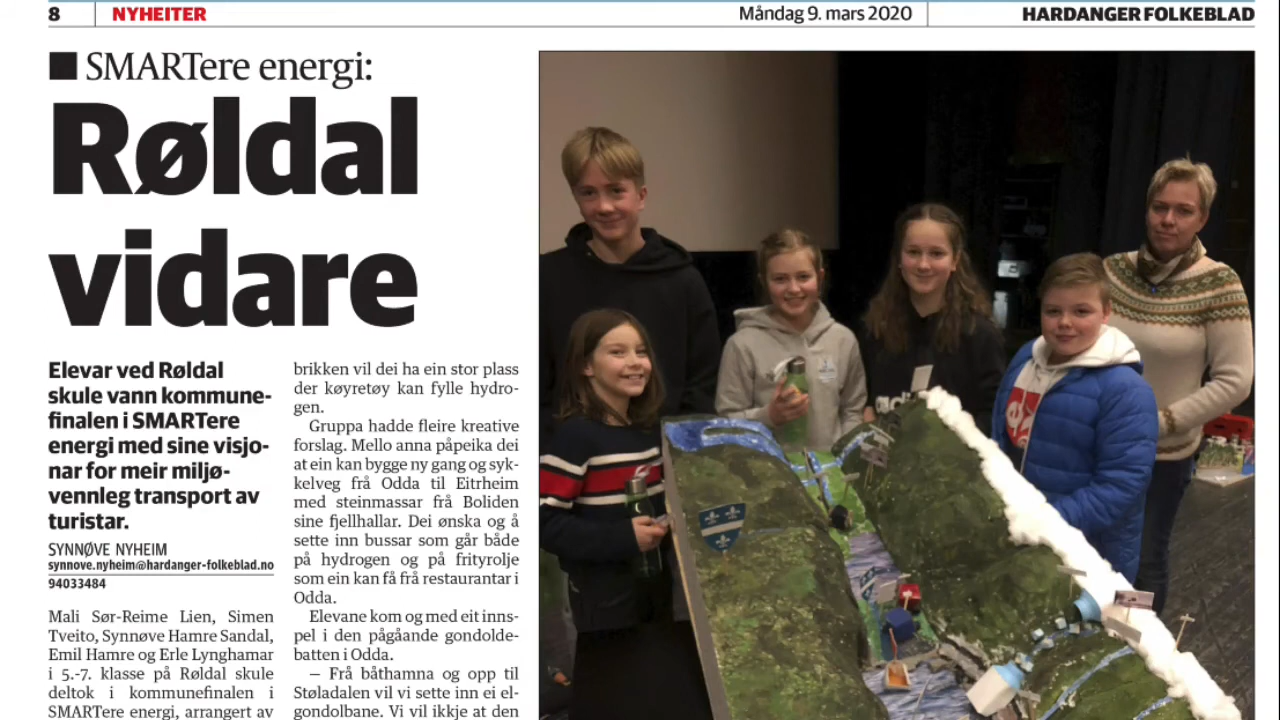 8 NYHEITER Måndag 9. mars 2020 HARDANGER FOLKEBLAD
SMARTere energi:
Røldal
vidare
Elevar ved Røldal
skule vann kommune-
finalen i SMARTere
energi med sine visjo-
nar for meir miljø-
vennleg transport av
turistar.
SYNNØVE NYHEIM
synnove.nyheim@hardanger-folkeblad.no
94033484
Mali Sør-Reime Lien, Simen
Tveito, Synnøve Hamre Sandal,
Emil Hamre og Erle Lynghamar
i 5.-7. klasse på Røldal skule
deltok i kommunefinalen i
SMARTere energi, arrangert av
brikken vil dei ha ein stor plass
der køyretøy kan fylle hydro-
gen.
Gruppa hadde fleire kreative
forslag. Mello anna påpeika dei
at ein kan bygge ny gang og syk-
kelveg frå Odda til Eitrheim
med steinmassar frå Boliden
sine fjellhallar. Dei ønska og å
sette inn bussar som går både
på hydrogen og på frityrolje
som ein kan få frå restaurantar i
Odda.
Elevane kom og med eit inns-
pel i den pågåande gondolde-
batten i Odda.
– Frå båthamna og opp til
Støladalen vil vi sette inn ei el-
gondolbane. Vi vil ikkje at den